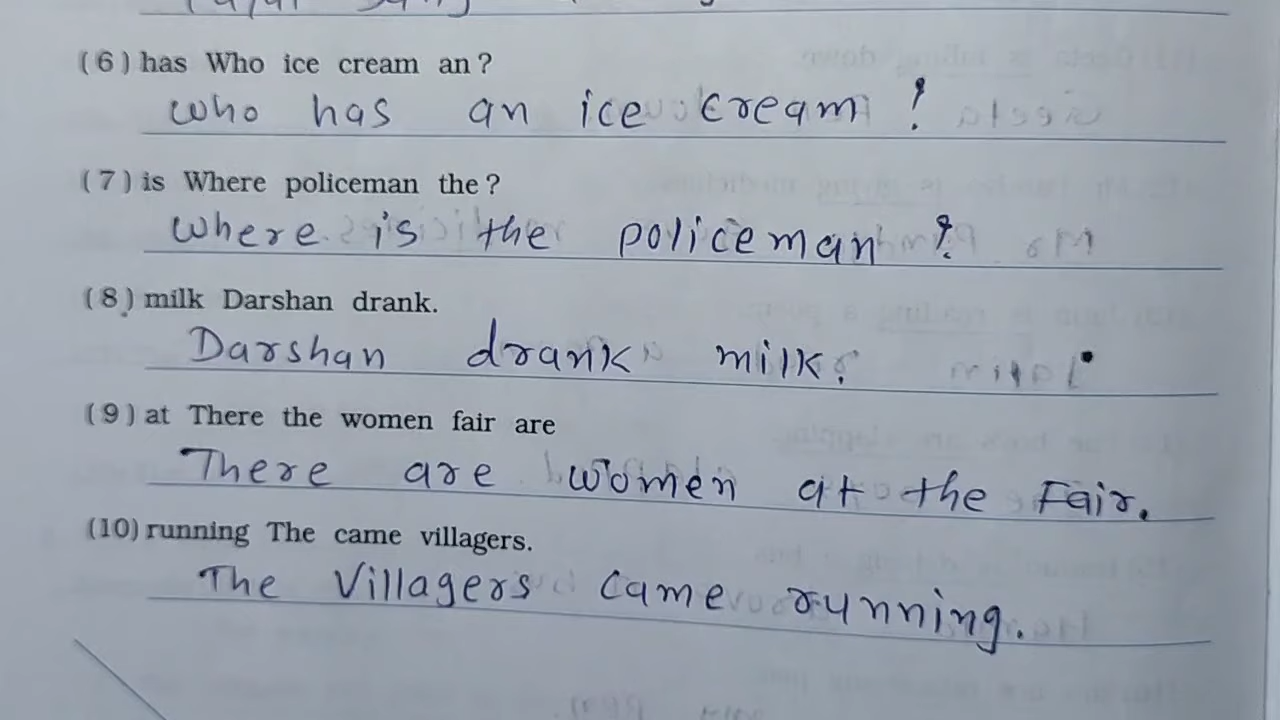 (6) has Who ice cream an?
Who has an ice cream ?
(7) is Where policeman the?
Where is the policeman ?
(8) milk Darshan drank.
Darshan drank milk.
(9) at There the women fair are
There are women at the Fair.
(10) running The came villagers.
The Villagers came running.